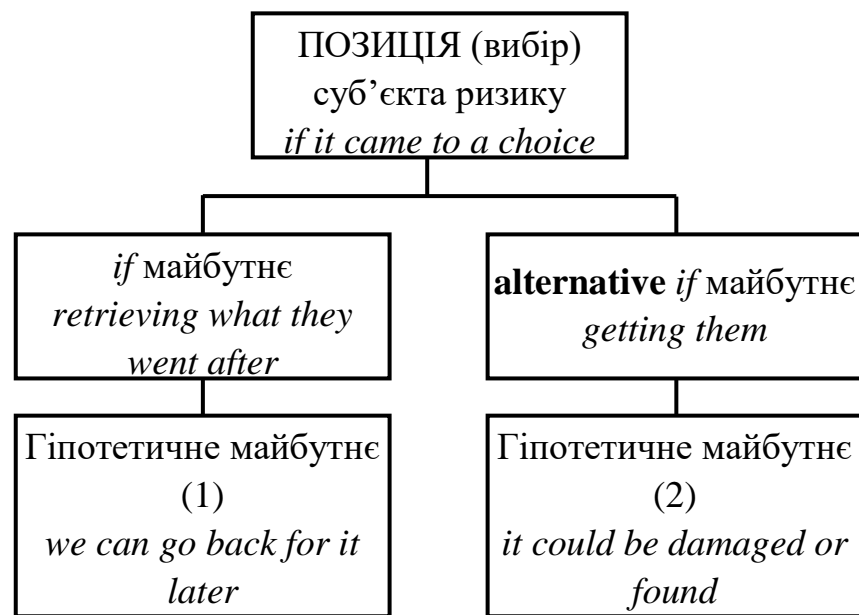 ПОЗИЦІЯ (вибір)
суб’єкта ризику
if it came to a choice
if майбутнє
retrieving what they
went after
alternative if майбутнє
getting them
Гіпотетичне майбутнє
(1)
we can go back for it
later
Гіпотетичне майбутнє
(2)
it could be damaged or
found